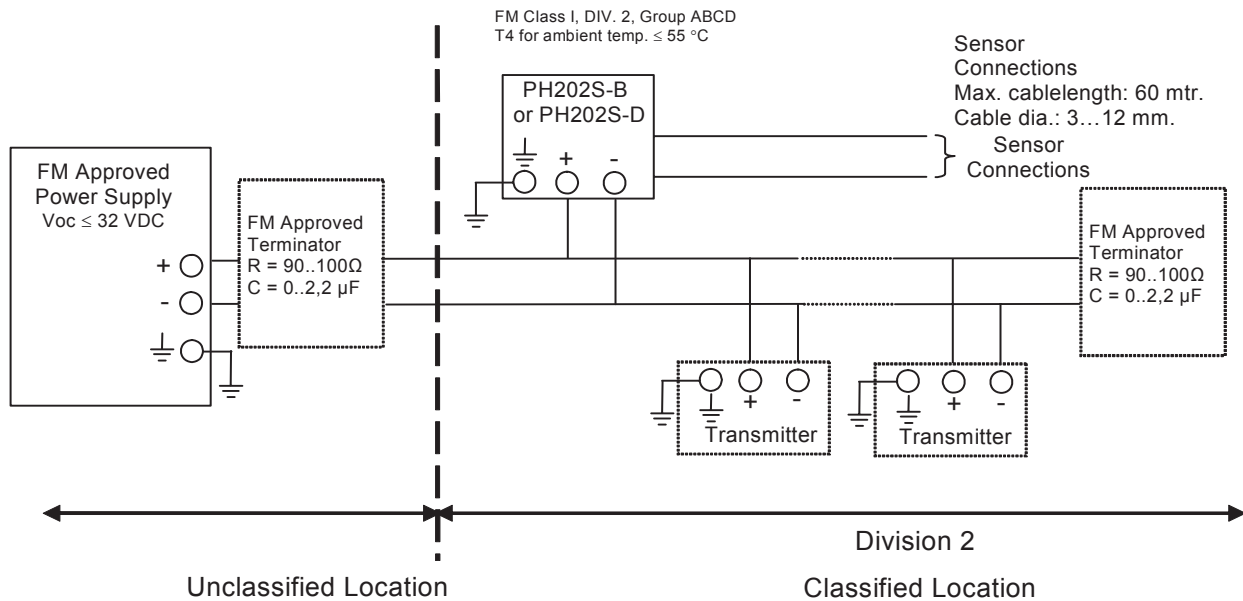 FM Class I, DIV. 2, Group ABCD
T4 for ambient temp. ≤ 55 °C
Sensor
Connections
Max. cablelength: 60 mtr.
Cable dia.: 3…12 mm.
Sensor
Connections
PH202S-B
or PH202S-D
+ -
FM Approved
Power Supply
Voc ≤ 32 VDC
+
-
FM Approved
Terminator
R = 90..100Ω
C = 0..2,2 µF
FM Approved
Terminator
R = 90..100Ω
C = 0..2,2 µF
+ -
Transmitter
+ -
Transmitter
Division 2
Unclassified Location
Classified Location